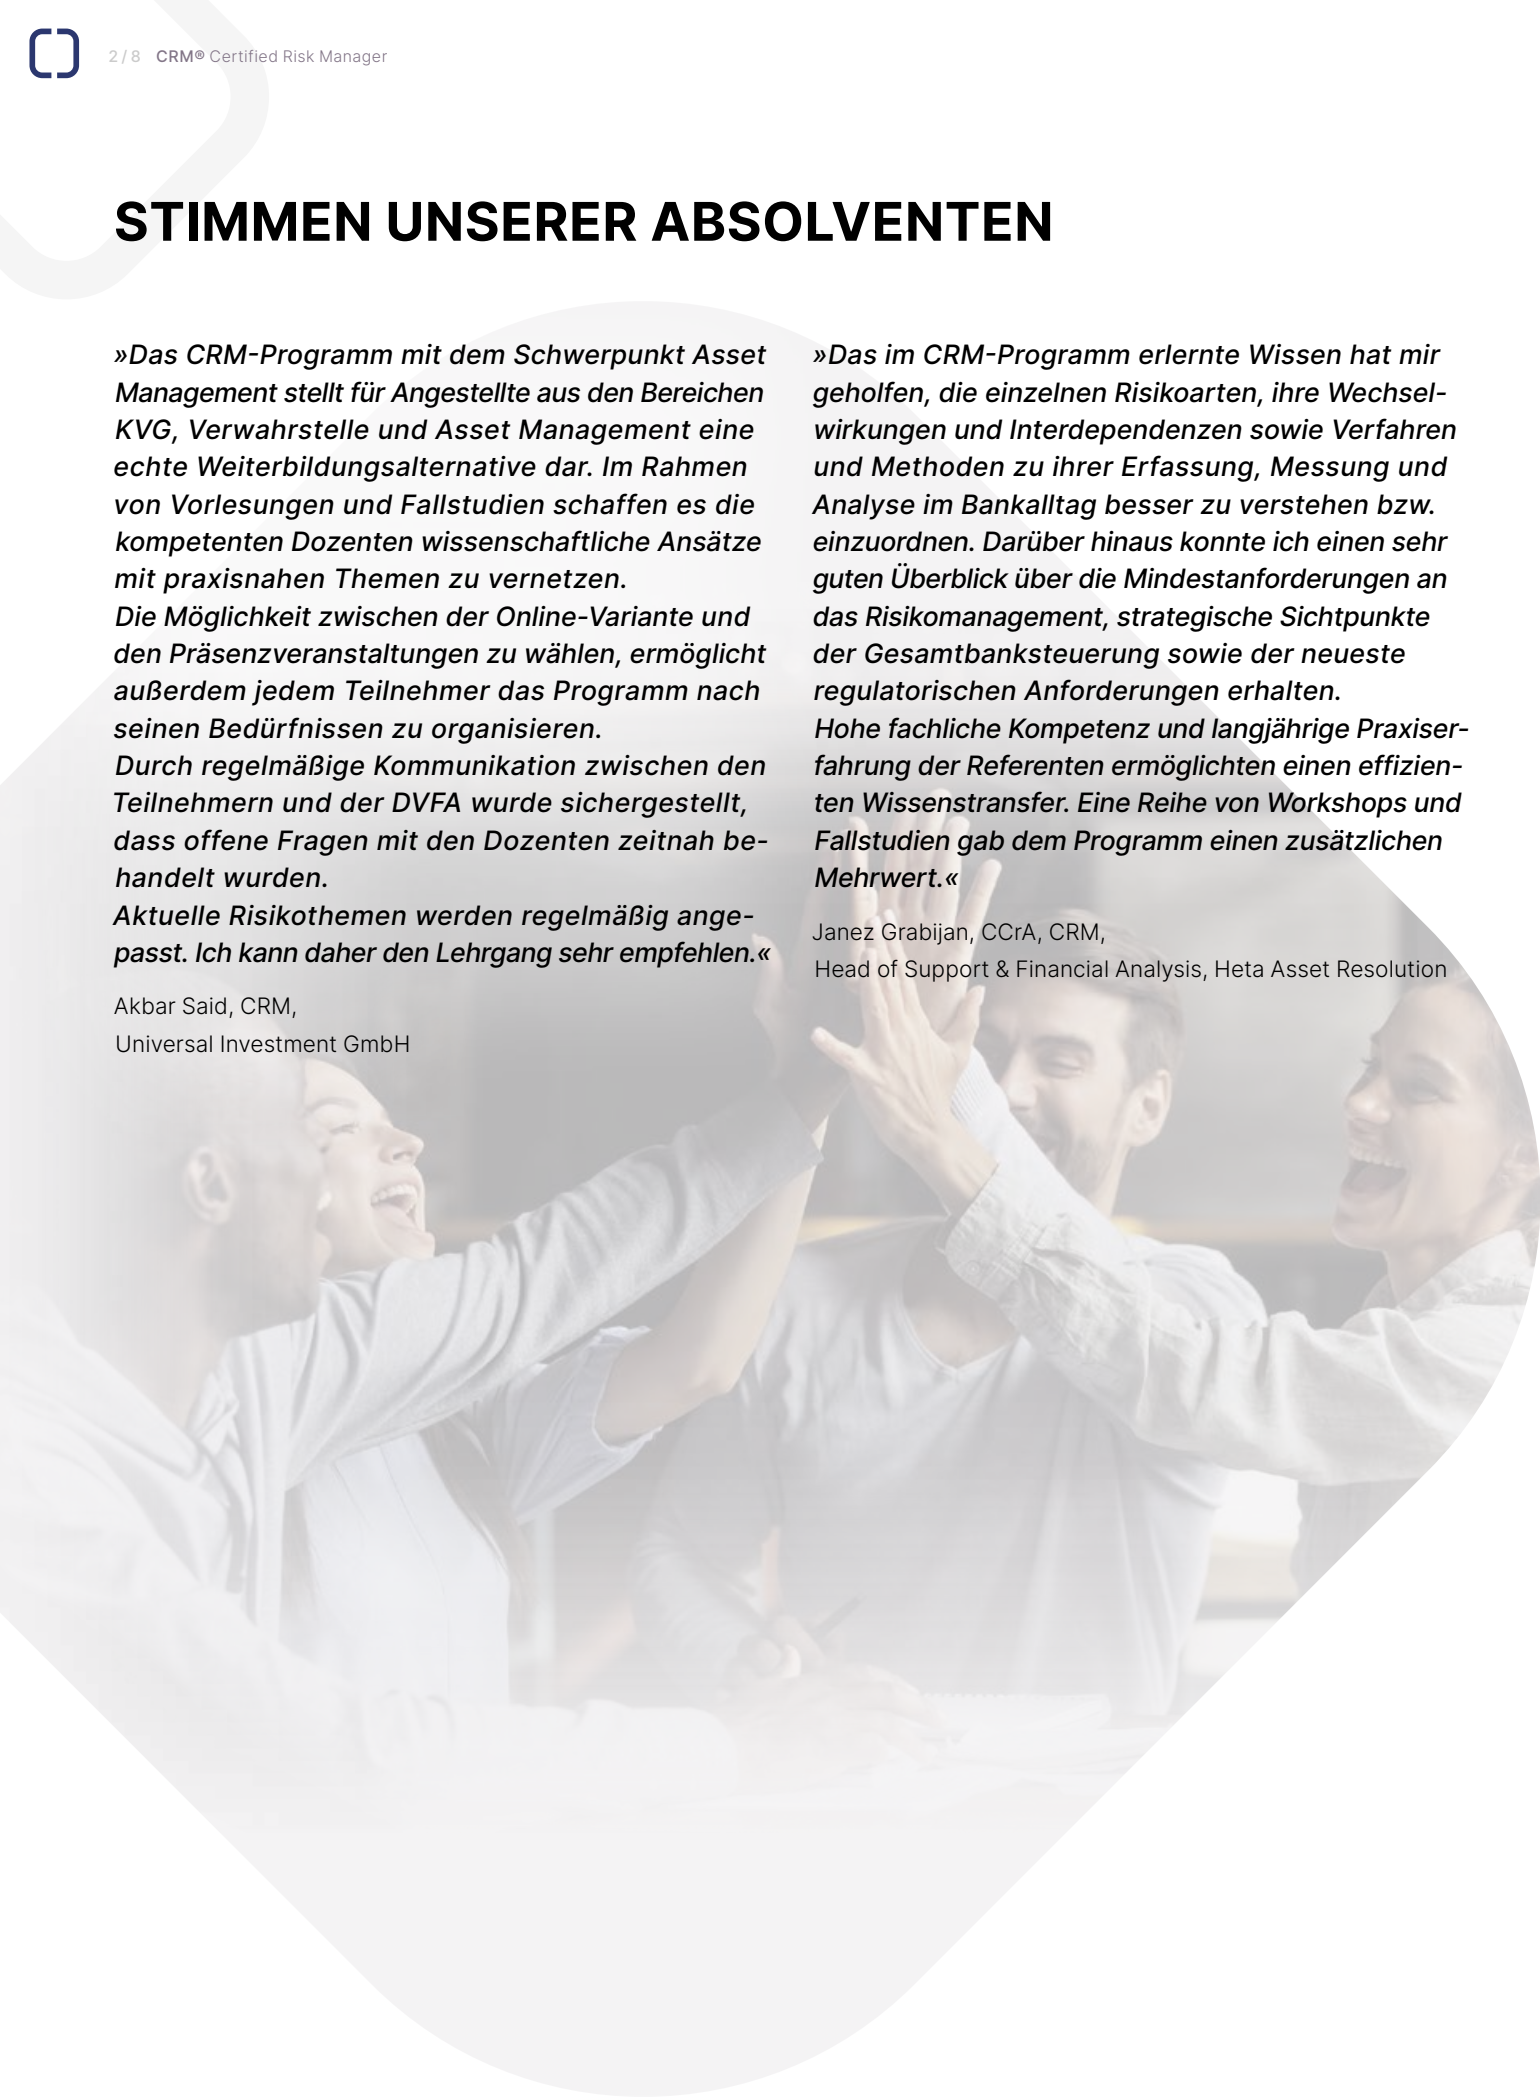 2 / 8 CRM® Certified Risk Manager
STIMMEN UNSERER ABSOLVENTEN
»Das CRM-Programm mit dem Schwerpunkt Asset
Management stellt für Angestellte aus den Bereichen
KVG, Verwahrstelle und Asset Management eine
echte Weiterbildungsalternative dar. Im Rahmen
von Vorlesungen und Fallstudien schaffen es die
kompetenten Dozenten wissenschaftliche Ansätze
mit praxisnahen Themen zu vernetzen.
Die Möglichkeit zwischen der Online-Variante und
den Präsenzveranstaltungen zu wählen, ermöglicht
außerdem jedem Teilnehmer das Programm nach
seinen Bedürfnissen zu organisieren.
Durch regelmäßige Kommunikation zwischen den
Teilnehmern und der DVFA wurde sichergestellt,
dass offene Fragen mit den Dozenten zeitnah be-
handelt wurden.
Aktuelle Risikothemen werden regelmäßig ange-
passt. Ich kann daher den Lehrgang sehr empfehlen.«
Akbar Said, CRM,
Universal Investment GmbH
»Das im CRM-Programm erlernte Wissen hat mir
geholfen, die einzelnen Risikoarten, ihre Wechsel-
wirkungen und Interdependenzen sowie Verfahren
und Methoden zu ihrer Erfassung, Messung und
Analyse im Bankalltag besser zu verstehen bzw.
einzuordnen. Darüber hinaus konnte ich einen sehr
guten Überblick über die Mindestanforderungen an
das Risikomanagement, strategische Sichtpunkte
der Gesamtbanksteuerung sowie der neueste
regulatorischen Anforderungen erhalten.
Hohe fachliche Kompetenz und langjährige Praxiser-
fahrung der Referenten ermöglichten einen effizien-
ten Wissenstransfer. Eine Reihe von Workshops und
Fallstudien gab dem Programm einen zusätzlichen
Mehrwert.«
Janez Grabijan, CCrA, CRM,
Head of Support & Financial Analysis, Heta Asset Resolution